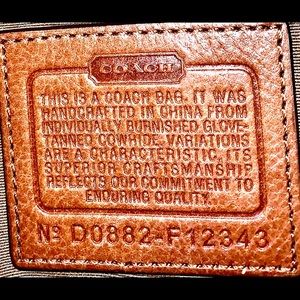 COACH
THIS IS A COACH BAG. IT WAS
HANDCRAFTED IN CHINA FROM
INDIVIDUALLY BURNISHED GLOVE-
TANNED COWHIDE. VARIATIONS
ARE A CHARACTERISTIC. ITS
SUPERIOR CRAFTSMANSHIP
REFLECTS OUR COMMITMENT TO
ENDURING QUALITY.
Nº D0882-F12343